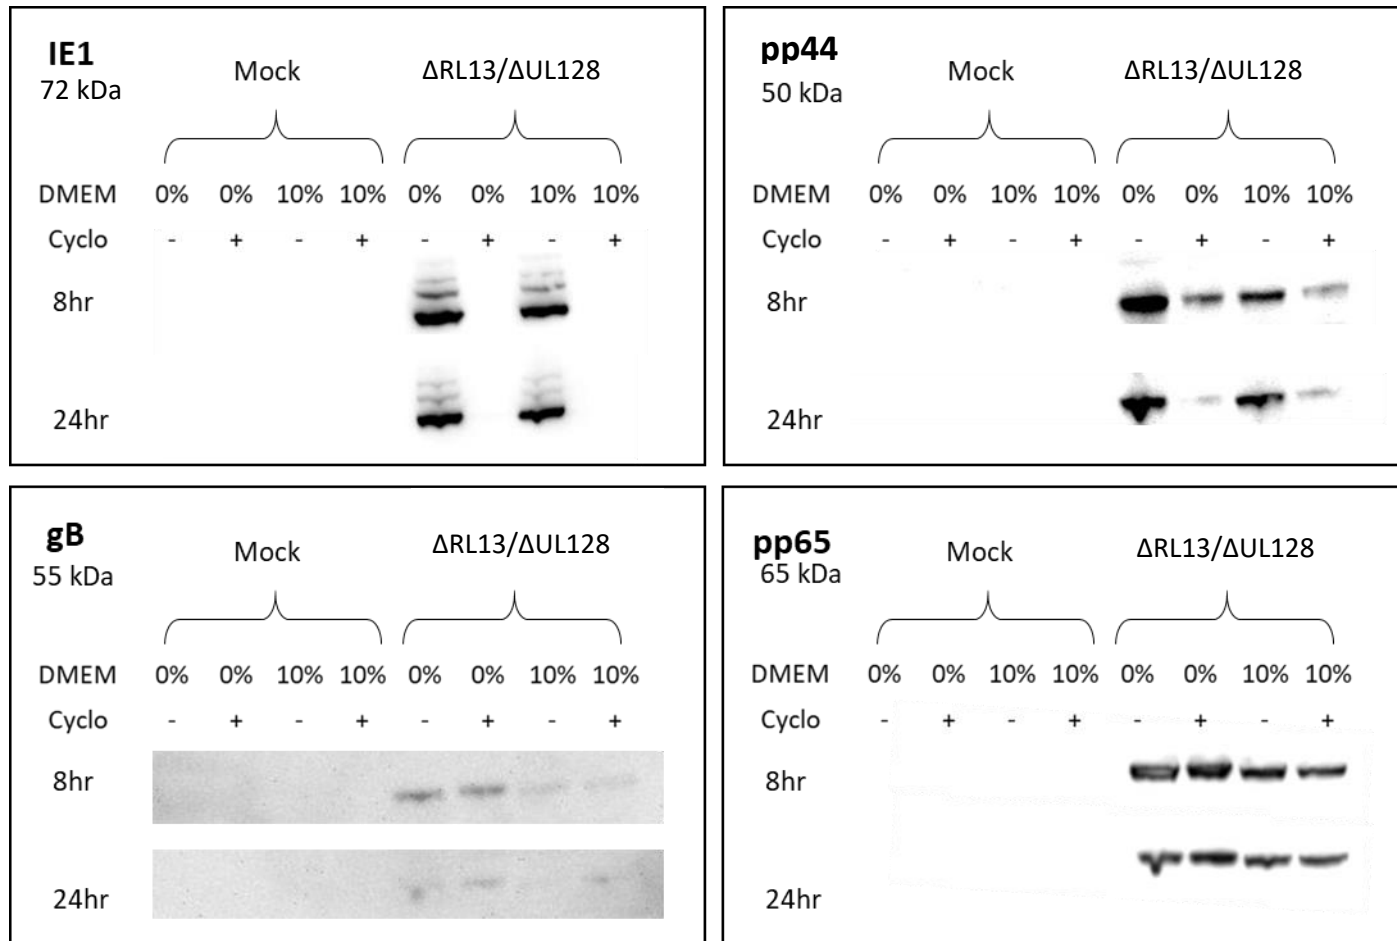 IE1
72 kDa
Mock
ΔRL13/ΔUL128
DMEM 0% 0% 10% 10% 0% 0% 10% 10%
Cyclo - + - + - + - +
8hr
24hr
pp44
50 kDa
Mock
ΔRL13/ΔUL128
DMEM 0% 0% 10% 10% 0% 0% 10% 10%
Cyclo - + - + - + - +
8hr
24hr
gB
55 kDa
Mock
ΔRL13/ΔUL128
DMEM 0% 0% 10% 10% 0% 0% 10% 10%
Cyclo - + - + - + - +
8hr
24hr
pp65
65 kDa
Mock
ΔRL13/ΔUL128
DMEM 0% 0% 10% 10% 0% 0% 10% 10%
Cyclo - + - + - + - +
8hr
24hr